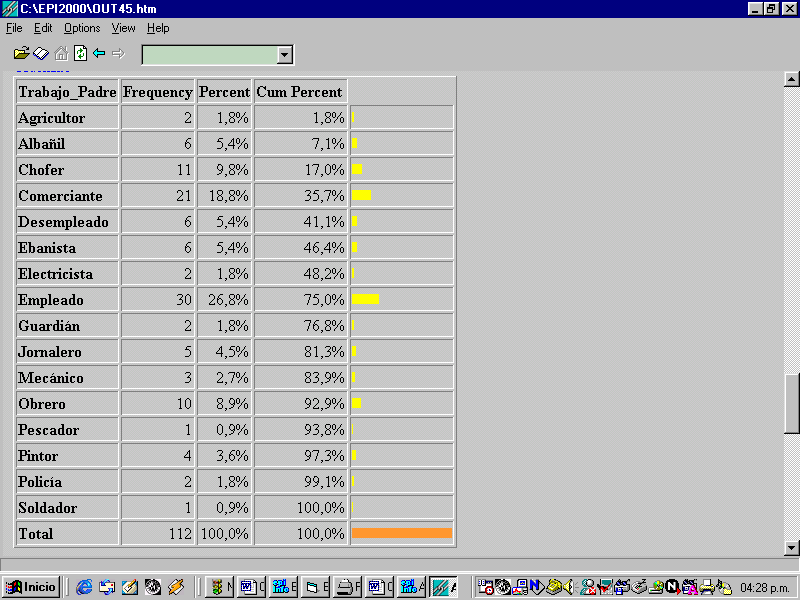 C:\EPI2000\OUT45.htm
File Edit Options View Help
Trabajo_Padre Frequency Percent Cum Percent
Agricultor 2 1,8% 1,8%
Albañil 6 5,4% 7,1%
Chofer 11 9,8% 17,0%
Comerciante 21 18,8% 35,7%
Desempleado 6 5,4% 41,1%
Ebanista 6 5,4% 46,4%
Electricista 2 1,8% 48,2%
Empleado 30 26,8% 75,0%
Guardián 2 1,8% 76,8%
Jornalero 5 4,5% 81,3%
Mecánico 3 2,7% 83,9%
Obrero 10 8,9% 92,9%
Pescador 1 0,9% 93,8%
Pintor 4 3,6% 97,3%
Policía 2 1,8% 99,1%
Soldador 1 0,9% 100,0%
Total 112 100,0% 100,0%
Inicio 04:28 p.m.